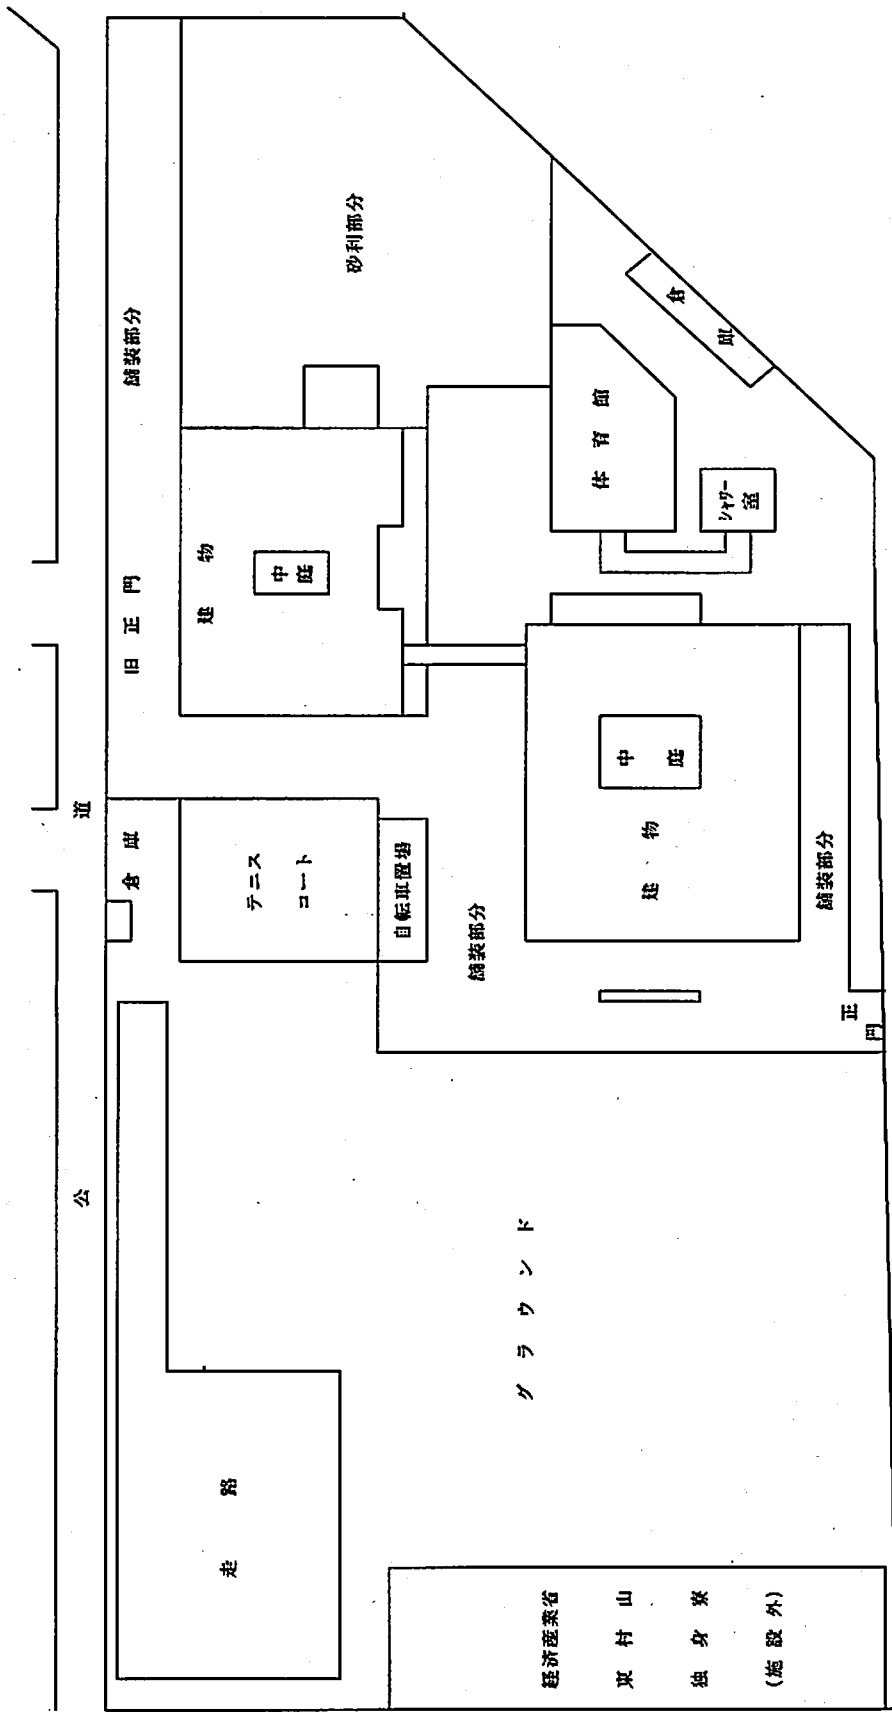 公道
走路
倉庫
テニス
コート
自転車置場
旧正門
舗装部分
建物
中庭
砂利部分
グラウンド
舗装部分
建物
中庭
体育館
シャワー
室
倉庫
舗装部分
正門
経済産業省
東村山
独身寮
(施設外)